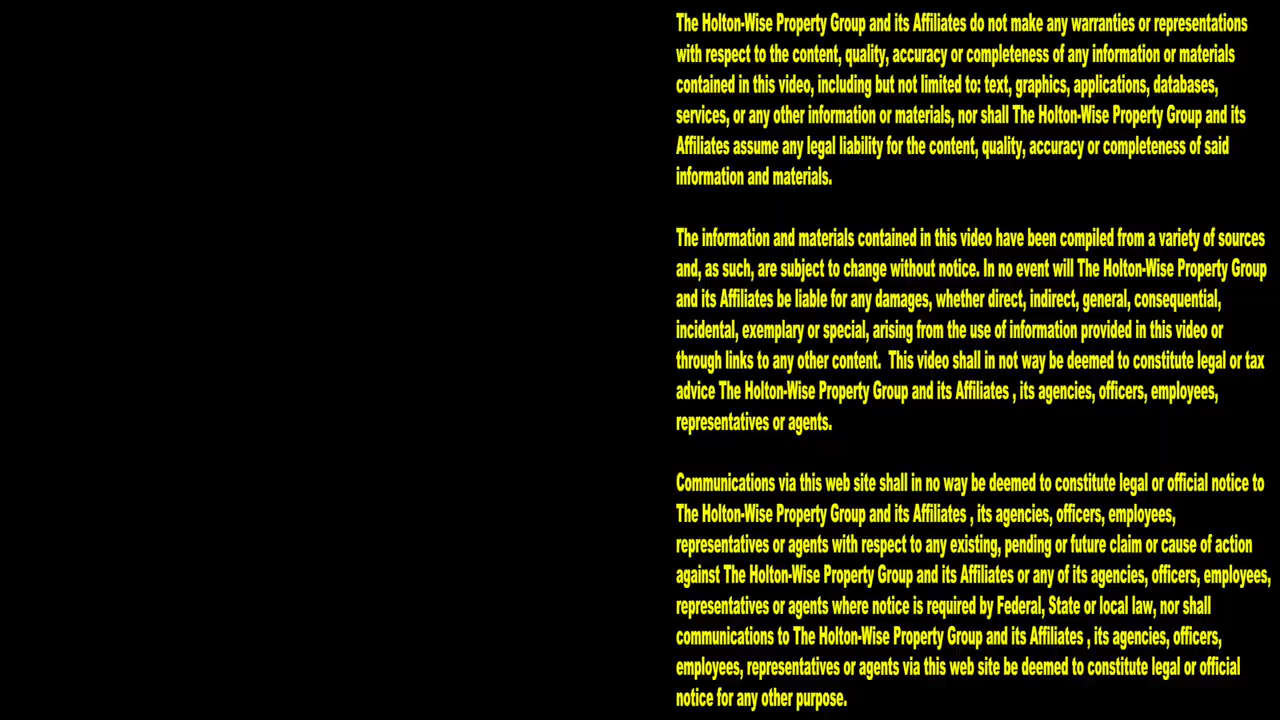 The Holton-Wise Property Group and its Affiliates do not make any warranties or representations
with respect to the content, quality, accuracy or completeness of any information or materials
contained in this video, including but not limited to: text, graphics, applications, databases,
services, or any other information or materials, nor shall The Holton-Wise Property Group and its
Affiliates assume any legal liability for the content, quality, accuracy or completeness of said
information and materials.
The information and materials contained in this video have been compiled from a variety of sources
and, as such, are subject to change without notice. In no event will The Holton-Wise Property Group
and its Affiliates be liable for any damages, whether direct, indirect, general, consequential,
incidental, exemplary or special, arising from the use of information provided in this video or
through links to any other content.  This video shall in not way be deemed to constitute legal or tax
advice The Holton-Wise Property Group and its Affiliates , its agencies, officers, employees,
representatives or agents.
Communications via this web site shall in no way be deemed to constitute legal or official notice to
The Holton-Wise Property Group and its Affiliates , its agencies, officers, employees,
representatives or agents with respect to any existing, pending or future claim or cause of action
against The Holton-Wise Property Group and its Affiliates or any of its agencies, officers, employees,
representatives or agents where notice is required by Federal, State or local law, nor shall
communications to The Holton-Wise Property Group and its Affiliates , its agencies, officers,
employees, representatives or agents via this web site be deemed to constitute legal or official
notice for any other purpose.